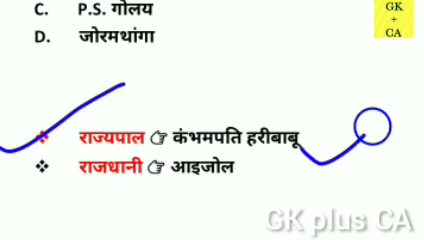 C. P.S. गोलय
D. जोरमथांगा
GK
+
CA
❖ राज्यपाल 👉 कंभमपति हरीबाबू
❖ राजधानी 👉 आइजोल
GK plus CA